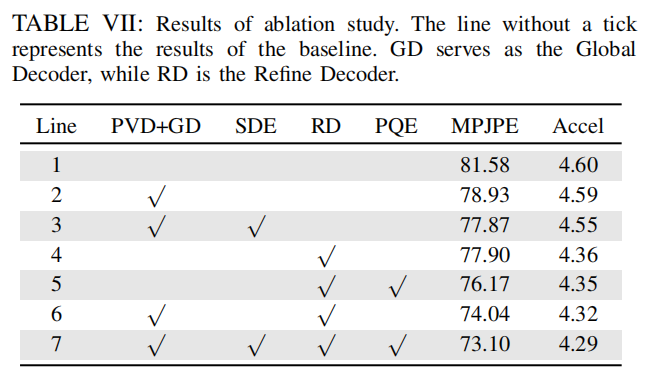 TABLE VII: Results of ablation study. The line without a tick
represents the results of the baseline. GD serves as the Global
Decoder, while RD is the Refine Decoder.
Line PVD+GD SDE RD PQE MPJPE Accel
1 81.58 4.60
2 √ 78.93 4.59
3 √ √ 77.87 4.55
4 √ 77.90 4.36
5 √ √ 76.17 4.35
6 √ √ 74.04 4.32
7 √ √ √ √ 73.10 4.29